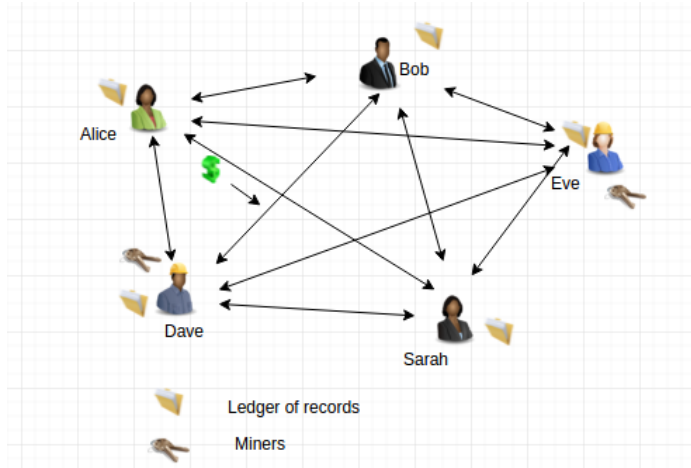 Bob
Alice
Eve
Dave
Sarah
Ledger of records
Miners